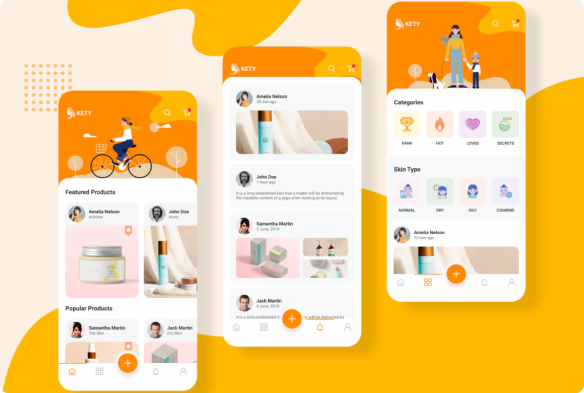 KETY
Featured Products
Amelia Nelson
Actress
John Doe
Actor
Popular Products
Samantha Martin
Oily Skin
Jack Martin
Dry Skin
KETY
Amelia Nelson
20 min ago
John Doe
1 hour ago
It is a long established fact that a reader will be distracted by
the readable content of a page when looking at its layout.
Samantha Martin
5 June, 2019
Jack Martin
4 June, 2019
It is a long established f
will be distracted by
KETY
Categories
RANK
HOT
LOVED
SECRETS
Skin Type
NORMAL
DRY
OILY
COMBINE
Amelia Nelson
20 min ago